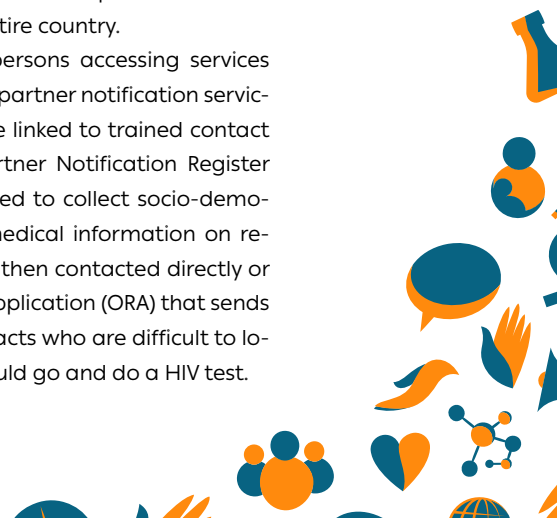 tire country.
persons accessing services
partner notification servic-
e linked to trained contact
rtner Notification Register
ed to collect socio-demo-
nedical information on re-
then contacted directly or
pplication (ORA) that sends
acts who are difficult to lo-
uld go and do a HIV test.